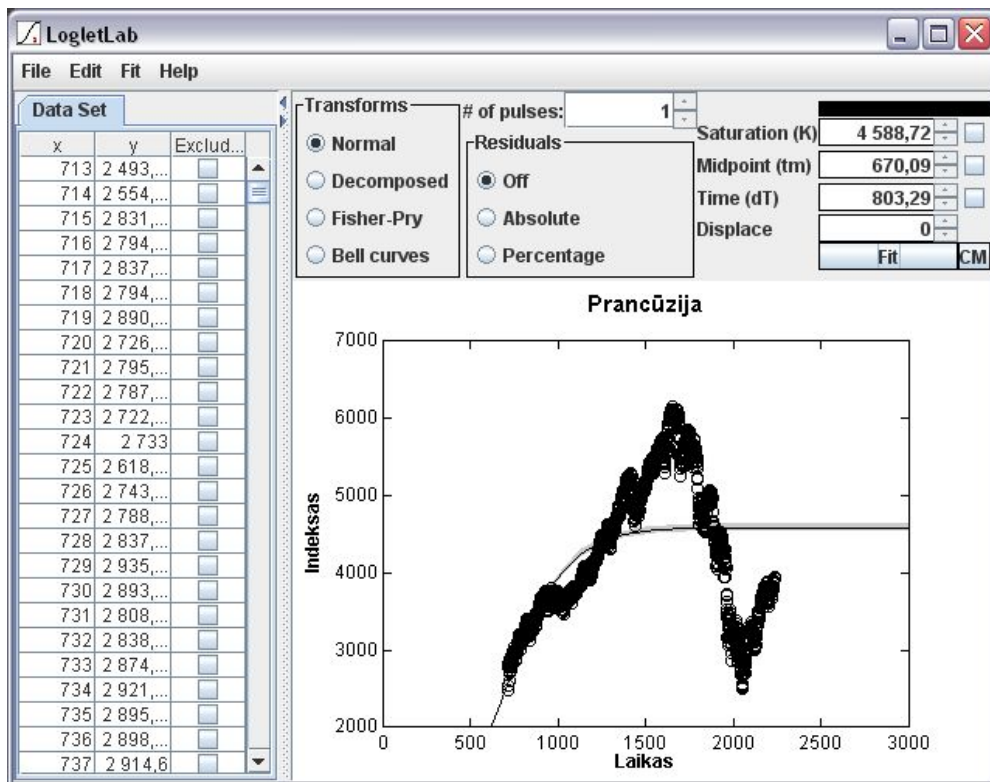 LogletLab
File Edit Fit Help
Data Set
x y Exclud...
713 2 493,...
714 2 554,...
715 2 831,...
716 2 794,...
717 2 837,...
718 2 794,...
719 2 890,...
720 2 726,...
721 2 795,...
722 2 787,...
723 2 722,...
724 2 733
725 2 618,...
726 2 743,...
727 2 788,...
728 2 837,...
729 2 935,...
730 2 893,...
731 2 808,...
732 2 838,...
733 2 874,...
734 2 921,...
735 2 895,...
736 2 898,...
737 2 914,6
Transforms
Normal
Decomposed
Fisher-Pry
Bell curves
# of pulses: 1
Residuals
Off
Absolute
Percentage
Saturation (K) 4 588,72
Midpoint (tm) 670,09
Time (dT) 803,29
Displace 0
Fit CM
Prancūzija
Indeksas
7000
6000
5000
4000
3000
2000
0 500 1000 1500 2000 2500 3000
Laikas